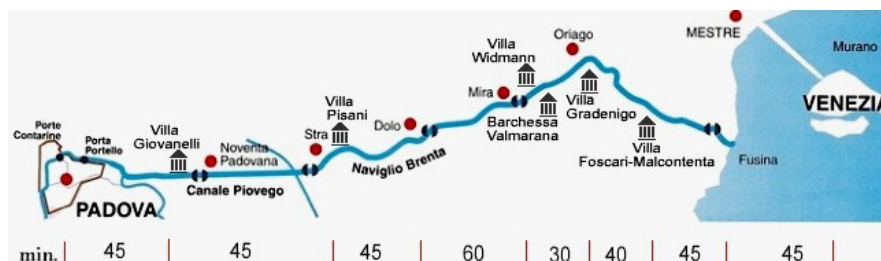 MESTRE
Murano
VENEZIA
Oriago
Villa
Widmann
Mira
Villa
Pisani
Dolo
Stra
Barchessa
Valmarana
Villa
Gradenigo
Villa
Foscari-Malcontenta
Fusina
Porte
Contarine
Porta
Portello
Villa
Giovanelli
Noventa
Padovana
Naviglio Brenta
Canale Piovego
PADOVA
min. 45 45 45 60 30 40 45 45